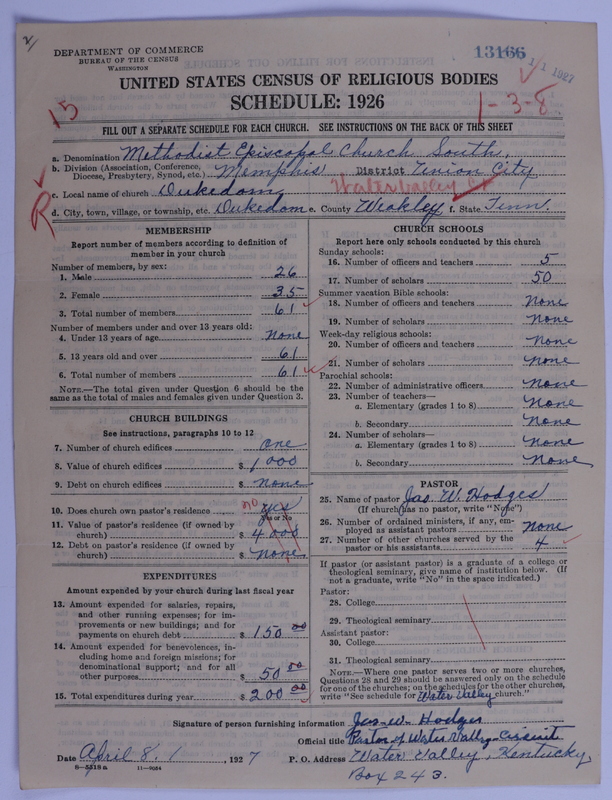 2/
DEPARTMENT OF COMMERCE
BUREAU OF THE CENSUS
WASHINGTON
13166 1/1 1927
UNITED STATES CENSUS OF RELIGIOUS BODIES
SCHEDULE: 1926
15
1-3-8
FILL OUT A SEPARATE SCHEDULE FOR EACH CHURCH. SEE INSTRUCTIONS ON THE BACK OF THIS SHEET
a. Denomination Methodist Episcopal Church South,
b. Division (Association, Conference, Diocese, Presbytery, Synod, etc.) Memphis District Union City
c. Local name of church Dukedom Water Valley
d. City, town, village, or township, etc. Dukedom e. County Weakley f. State Tenn.
MEMBERSHIP
Report number of members according to definition of
member in your church
Number of members, by sex:
1. Male 26
2. Female 35
3. Total number of members 61
Number of members under and over 13 years old:
4. Under 13 years of age None
5. 13 years old and over 61
6. Total number of members 61
NOTE.—The total given under Question 6 should be the
same as the total of males and females given under Question 3.
CHURCH BUILDINGS
See instructions, paragraphs 10 to 12
7. Number of church edifices one
8. Value of church edifices $ 1000
9. Debt on church edifices $ None
10. Does church own pastor's residence no yes
Yes or No
11. Value of pastor's residence (if owned by
church) $ 4000
12. Debt on pastor's residence (if owned by
church) $ None
EXPENDITURES
Amount expended by your church during last fiscal year
13. Amount expended for salaries, repairs,
and other running expenses; for im-
provements or new buildings; and for
payments on church debt $ 150 00
14. Amount expended for benevolences, in-
cluding home and foreign missions; for
denominational support; and for all
other purposes $ 50 00
15. Total expenditures during year $ 200 00
CHURCH SCHOOLS:
Report here only schools conducted by this church
Sunday schools:
16. Number of officers and teachers 5
17. Number of scholars 50
Summer vacation Bible schools:
18. Number of officers and teachers None
19. Number of scholars None
Week-day religious schools:
20. Number of officers and teachers None
21. Number of scholars None
Parochial schools:
22. Number of administrative officers None
23. Number of teachers—
a. Elementary (grades 1 to 8) None
b. Secondary None
24. Number of scholars—
a. Elementary (grades 1 to 8) None
b. Secondary None
PASTOR
25. Name of pastor Jas. W. Hodges
(If church has no pastor, write "None")
26. Number of ordained ministers, if any, em-
ployed as assistant pastors None
27. Number of other churches served by the
pastor or his assistants 4
If pastor (or assistant pastor) is a graduate of a college or
theological seminary, give name of institution below. (If
not a graduate, write "No" in the space indicated.)
Pastor:
28. College
29. Theological seminary
Assistant pastor:
30. College
31. Theological seminary
NOTE.—Where one pastor serves two or more churches,
Questions 28 and 29 should be answered only on the schedule
for one of the churches; on the schedules for the other churches,
write "See schedule for Water Valley church."
Signature of person furnishing information Jas. W. Hodges
Official title Pastor of Water Valley Circuit
Date April 8, 1927 P. O. Address Water Valley, Kentucky
8—5518 a 11—8564
Box 243.